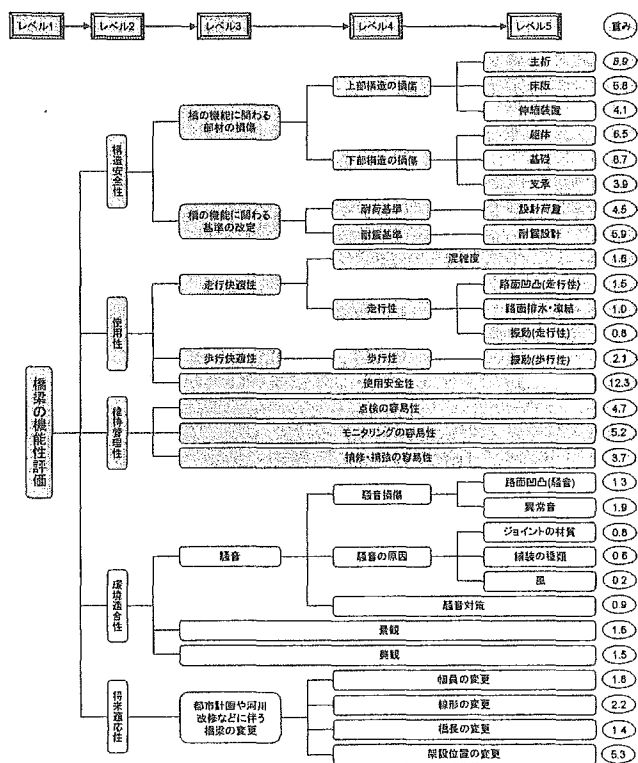 レベル1
レベル2
レベル3
レベル4
レベル5
重み
橋梁の機能性評価
構造安全性
橋の機能に関わる
部材の損傷
上部構造の損傷
主桁
8.9
床版
6.8
伸縮装置
4.1
下部構造の損傷
躯体
6.5
基礎
8.7
支承
3.9
橋の機能に関わる
基準の改定
耐荷基準
設計荷重
4.5
耐震基準
耐震設計
5.9
使用性
走行快適性
混雑度
1.6
走行性
路面凹凸(走行性)
1.5
路面排水・凍結
1.0
振動(走行性)
0.8
歩行快適性
歩行性
振動(歩行性)
2.1
使用安全性
12.3
維持管理性
点検の容易性
4.7
モニタリングの容易性
5.2
補修・補強の容易性
3.7
環境適合性
騒音
騒音損傷
路面凹凸(騒音)
1.3
異常音
1.9
騒音の原因
ジョイントの材質
0.8
舗装の種類
0.6
風
0.2
騒音対策
0.9
景観
1.6
美観
1.5
将来適応性
都市計画や河川
改修などに伴う
橋梁の変更
幅員の変更
1.8
線形の変更
2.2
橋長の変更
1.4
架設位置の変更
5.3